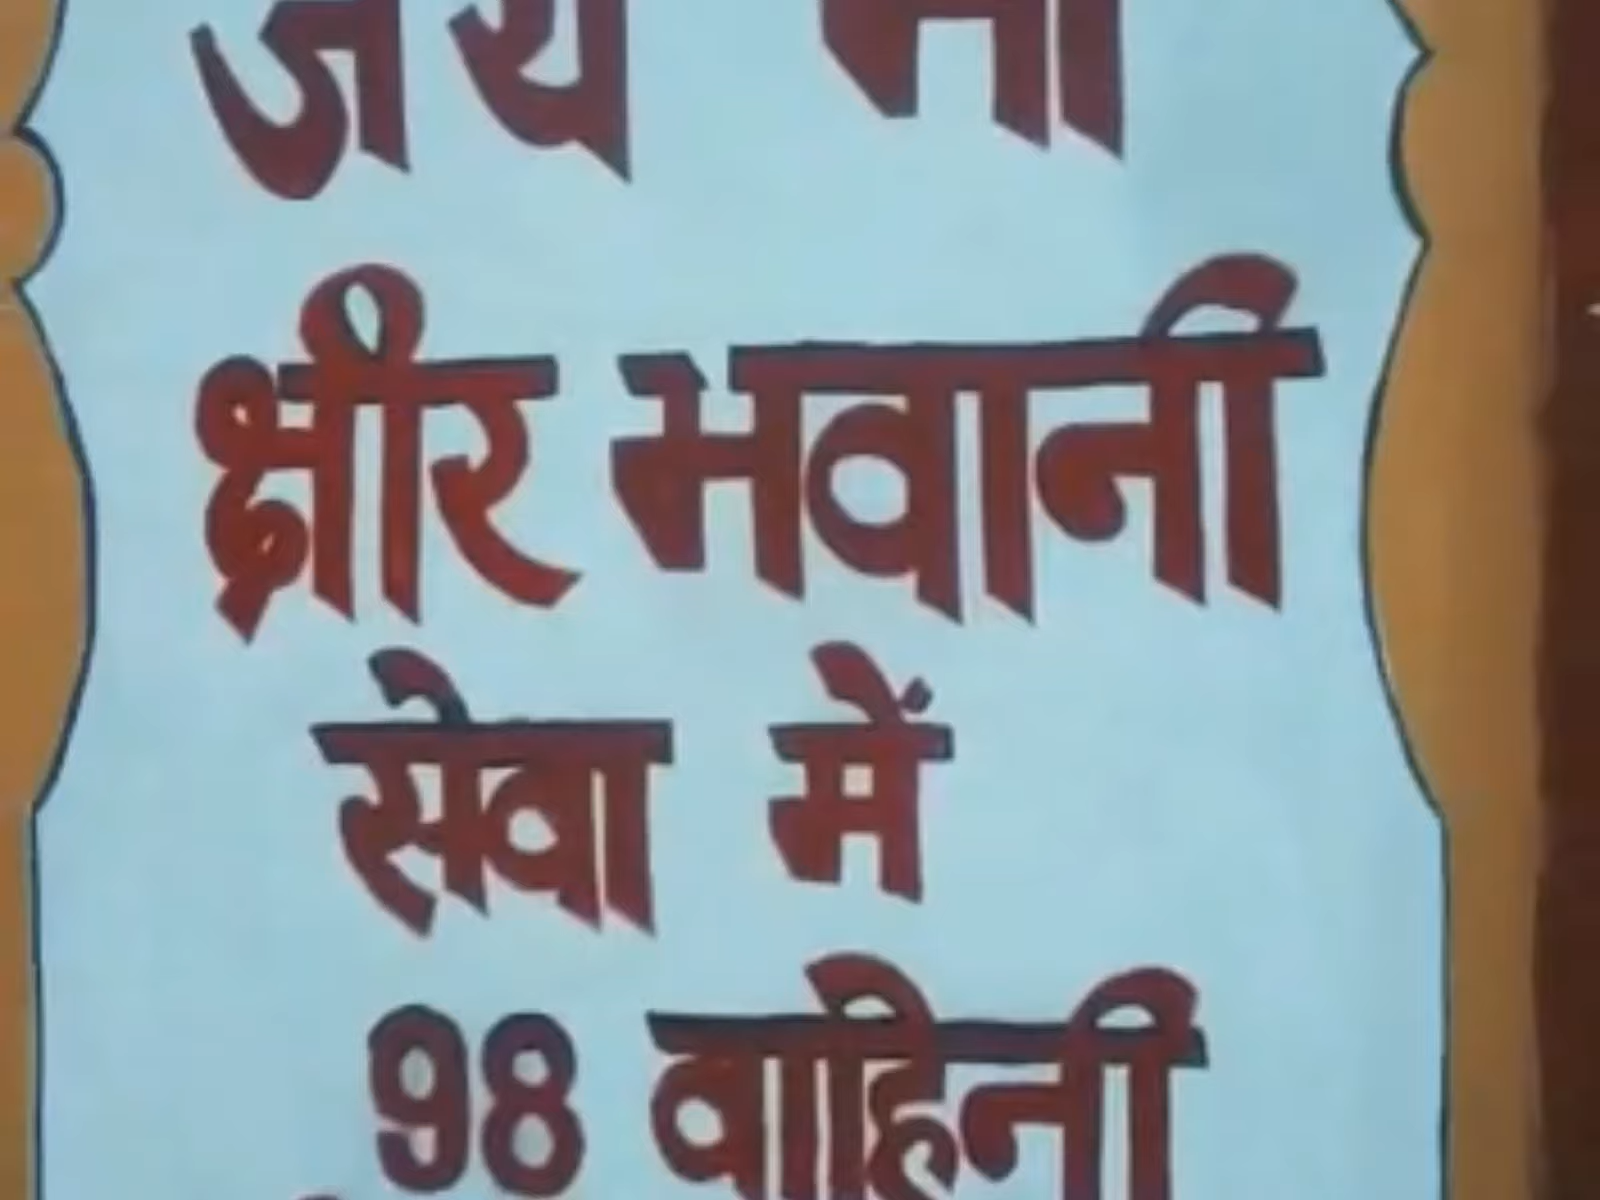 जय माँ
क्षीर भवानी
सेवा में
98 वाहिनी